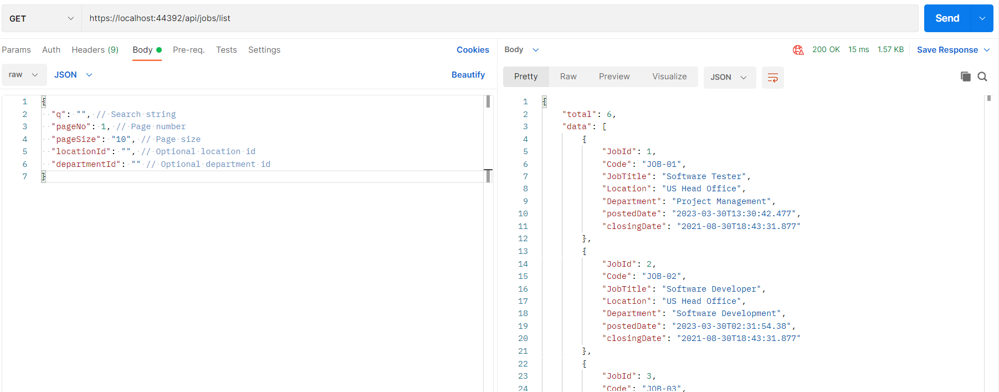 GET https://localhost:44392/api/jobs/list Send
Params Auth Headers (9) Body Pre-req. Tests Settings Cookies
raw JSON Beautify
1 {
2 "q": "", // Search string
3 "pageNo": 1, // Page number
4 "pageSize": "10", // Page size
5 "locationId": "", // Optional location id
6 "departmentId": "" // Optional department id
7 }
Body 200 OK 15 ms 1.57 KB Save Response
Pretty Raw Preview Visualize JSON
1 {
2 "total": 6,
3 "data": [
4 {
5 "JobId": 1,
6 "Code": "JOB-01",
7 "JobTitle": "Software Tester",
8 "Location": "US Head Office",
9 "Department": "Project Management",
10 "postedDate": "2023-03-30T13:30:42.477",
11 "closingDate": "2021-08-30T18:43:31.877"
12 },
13 {
14 "JobId": 2,
15 "Code": "JOB-02",
16 "JobTitle": "Software Developer",
17 "Location": "US Head Office",
18 "Department": "Software Development",
19 "postedDate": "2023-03-30T02:31:54.38",
20 "closingDate": "2021-08-30T18:43:31.877"
21 },
22 {
23 "JobId": 3,
24 "Code": "JOB-03",